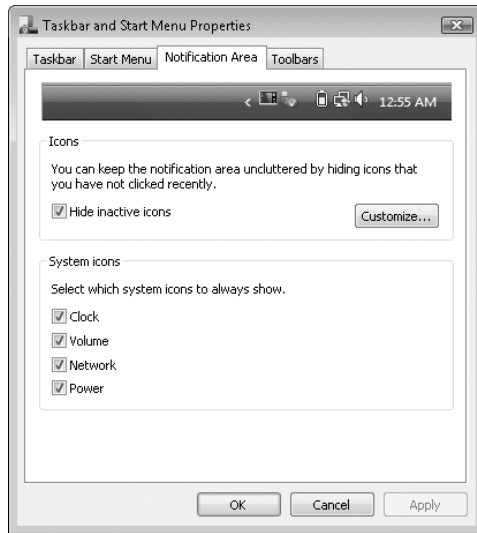 Taskbar and Start Menu Properties
Taskbar Start Menu Notification Area Toolbars
12:55 AM
Icons
You can keep the notification area uncluttered by hiding icons that
you have not clicked recently.
Hide inactive icons
Customize...
System icons
Select which system icons to always show.
Clock
Volume
Network
Power
OK Cancel Apply